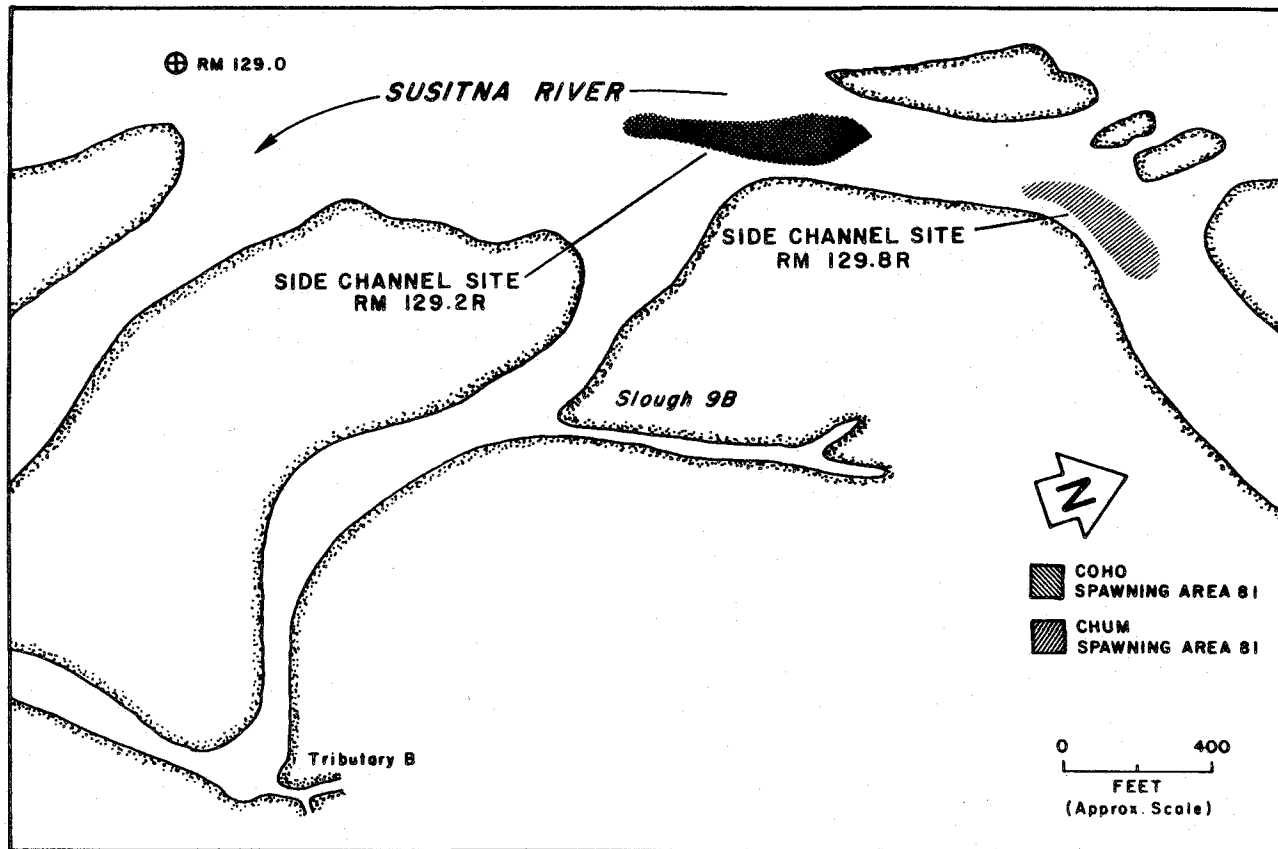 RM 129.0
SUSITNA RIVER
SIDE CHANNEL SITE
RM 129.2R
SIDE CHANNEL SITE
RM 129.8R
Slough 9B
N
COHO
SPAWNING AREA 81
CHUM
SPAWNING AREA 81
Tributary B
0 400
FEET
(Approx. Scale)